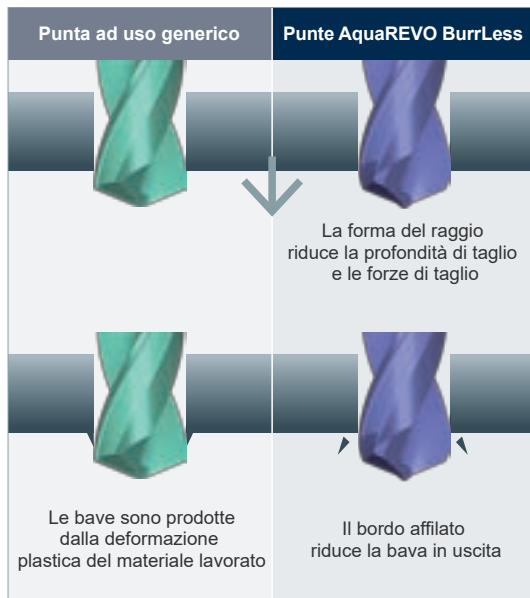 Punta ad uso generico
Punte AquaREVO BurrLess
La forma del raggio
riduce la profondità di taglio
e le forze di taglio
Le bave sono prodotte
dalla deformazione
plastica del materiale lavorato
Il bordo affilato
riduce la bava in uscita